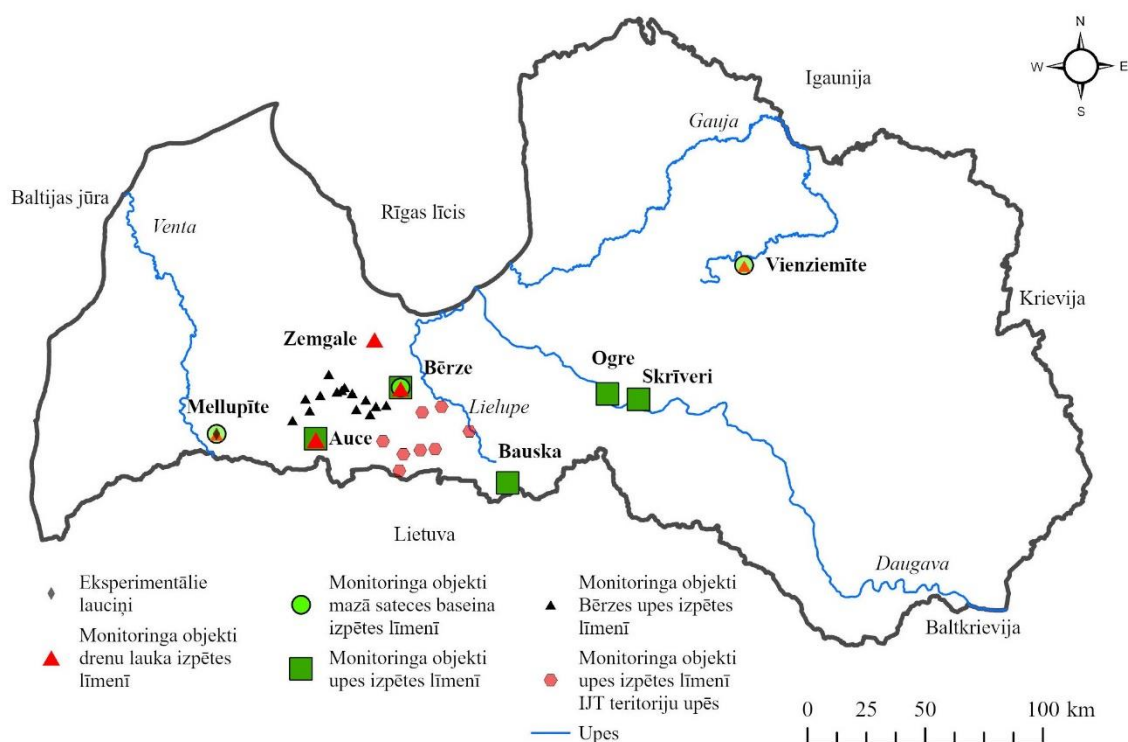 N
W E
S
Igaunija
Gauja
Baltijas jūra
Rīgas līcis
Venta
Vienziemīte
Krievija
Zemgale
Bērze
Ogre
Skrīveri
Mellupīte
Lielupe
Auce
Bauska
Lietuva
Daugava
Baltkrievija
Eksperimentālie
lauciņi
Monitoringa objekti
drenu lauka izpētes
līmenī
Monitoringa objekti
mazā sateces baseina
izpētes līmenī
Monitoringa objekti
upes izpētes līmenī
Monitoringa objekti
Bērzes upes izpētes
līmenī
Monitoringa objekti
upes izpētes līmenī
IJT teritoriju upēs
Upes
0 25 50 100 km